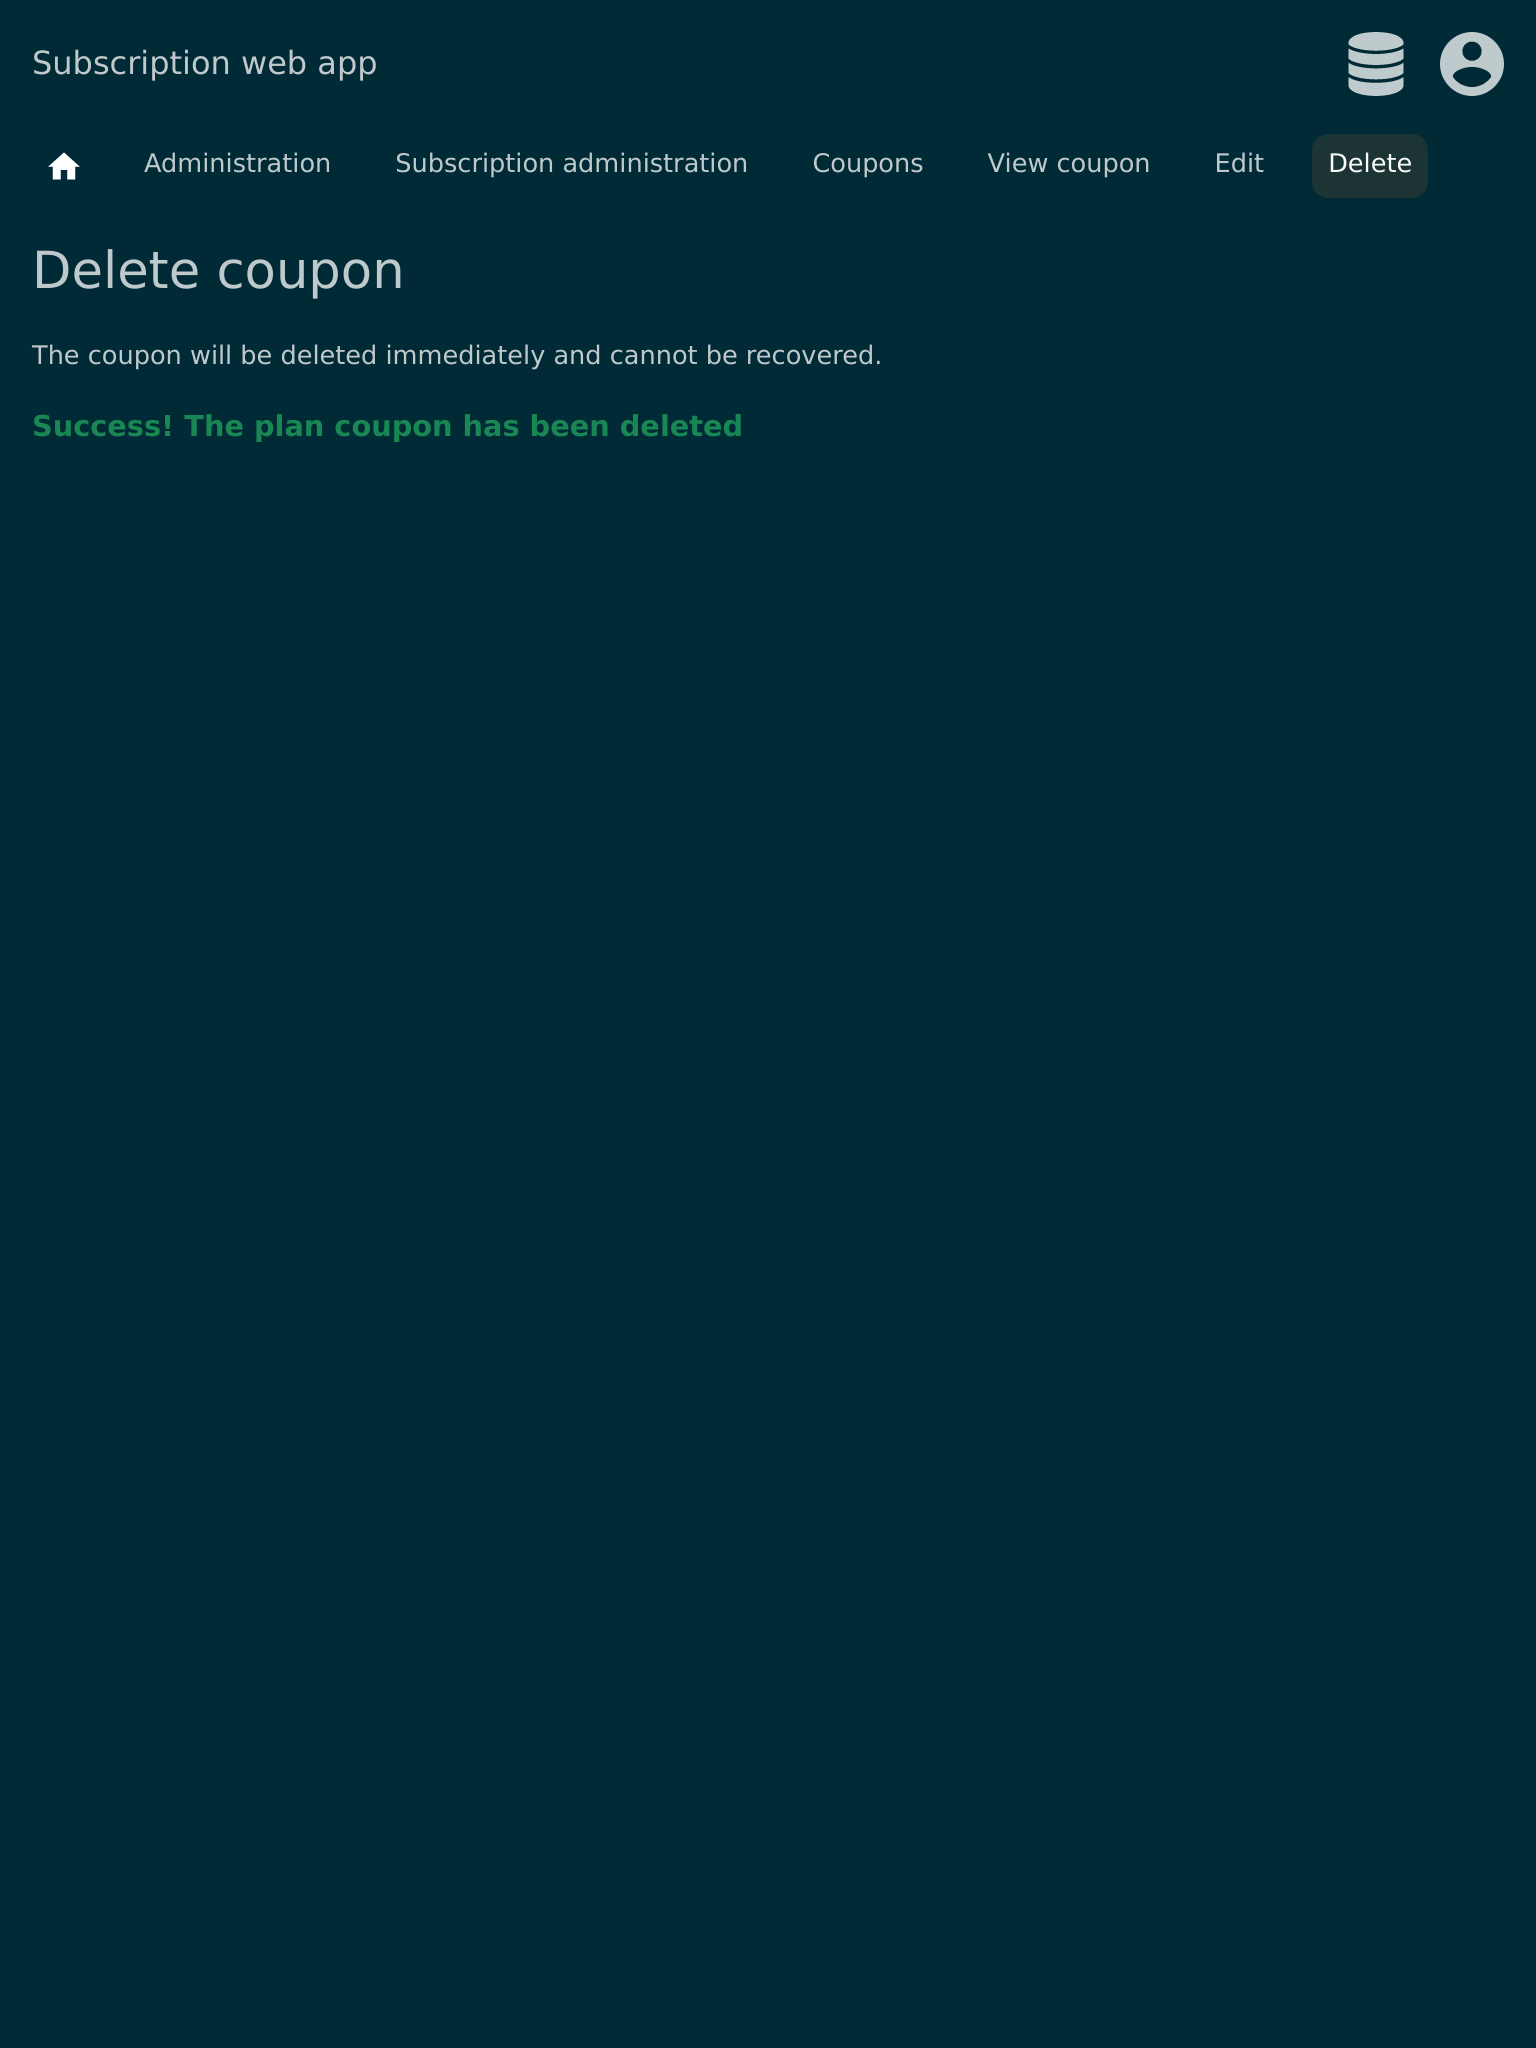 Subscription web app
Administration Subscription administration Coupons View coupon Edit Delete
Delete coupon
The coupon will be deleted immediately and cannot be recovered.
Success! The plan coupon has been deleted